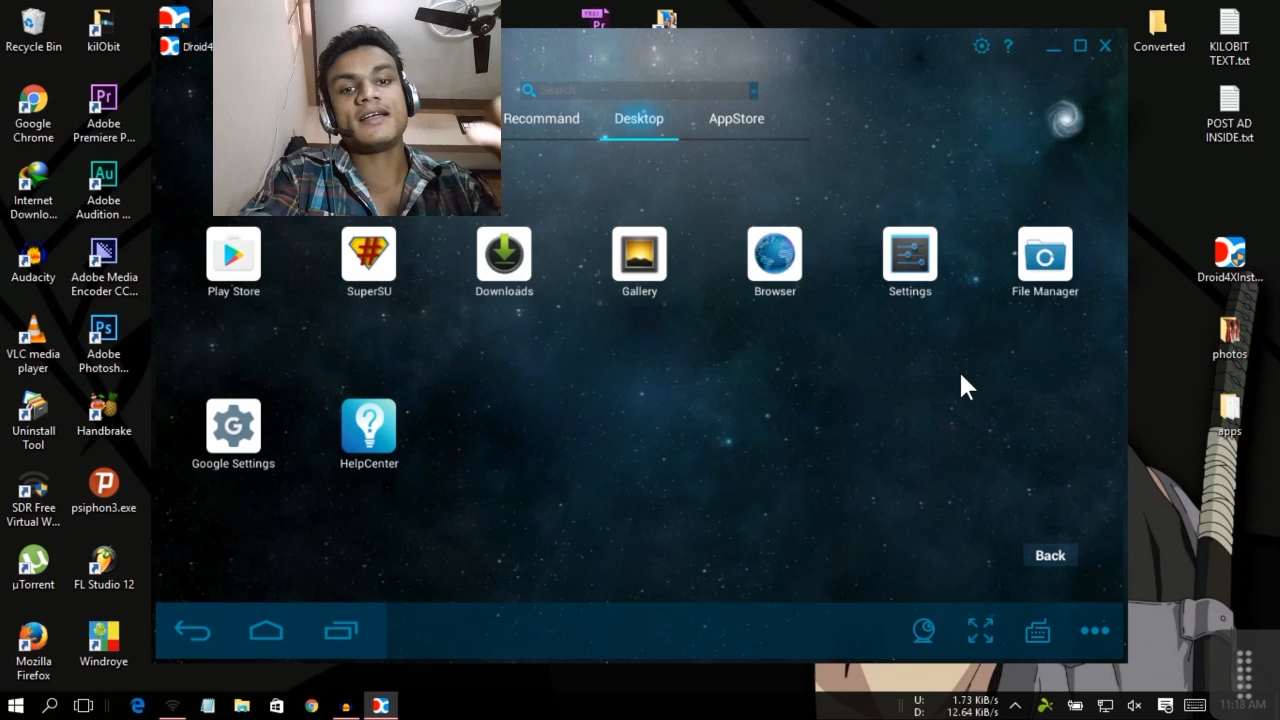 Recycle Bin
kil0bit
Google
Chrome
Adobe
Premiere P...
Internet
Downlo...
Adobe
Audition ...
Audacity
Adobe Media
Encoder CC...
VLC media
player
Adobe
Photosh...
Uninstall
Tool
Handbrake
SDR Free
Virtual W...
psiphon3.exe
µTorrent
FL Studio 12
Mozilla
Firefox
Windroye
Droid4
Search
Recommand
Desktop
AppStore
Play Store
SuperSU
Downloads
Gallery
Browser
Settings
File Manager
Google Settings
HelpCenter
Back
Converted
KILOBIT
TEXT.txt
POST AD
INSIDE.txt
Droid4XInst...
photos
apps
U: 1.73 KiB/s
D: 12.64 KiB/s
11:18 AM